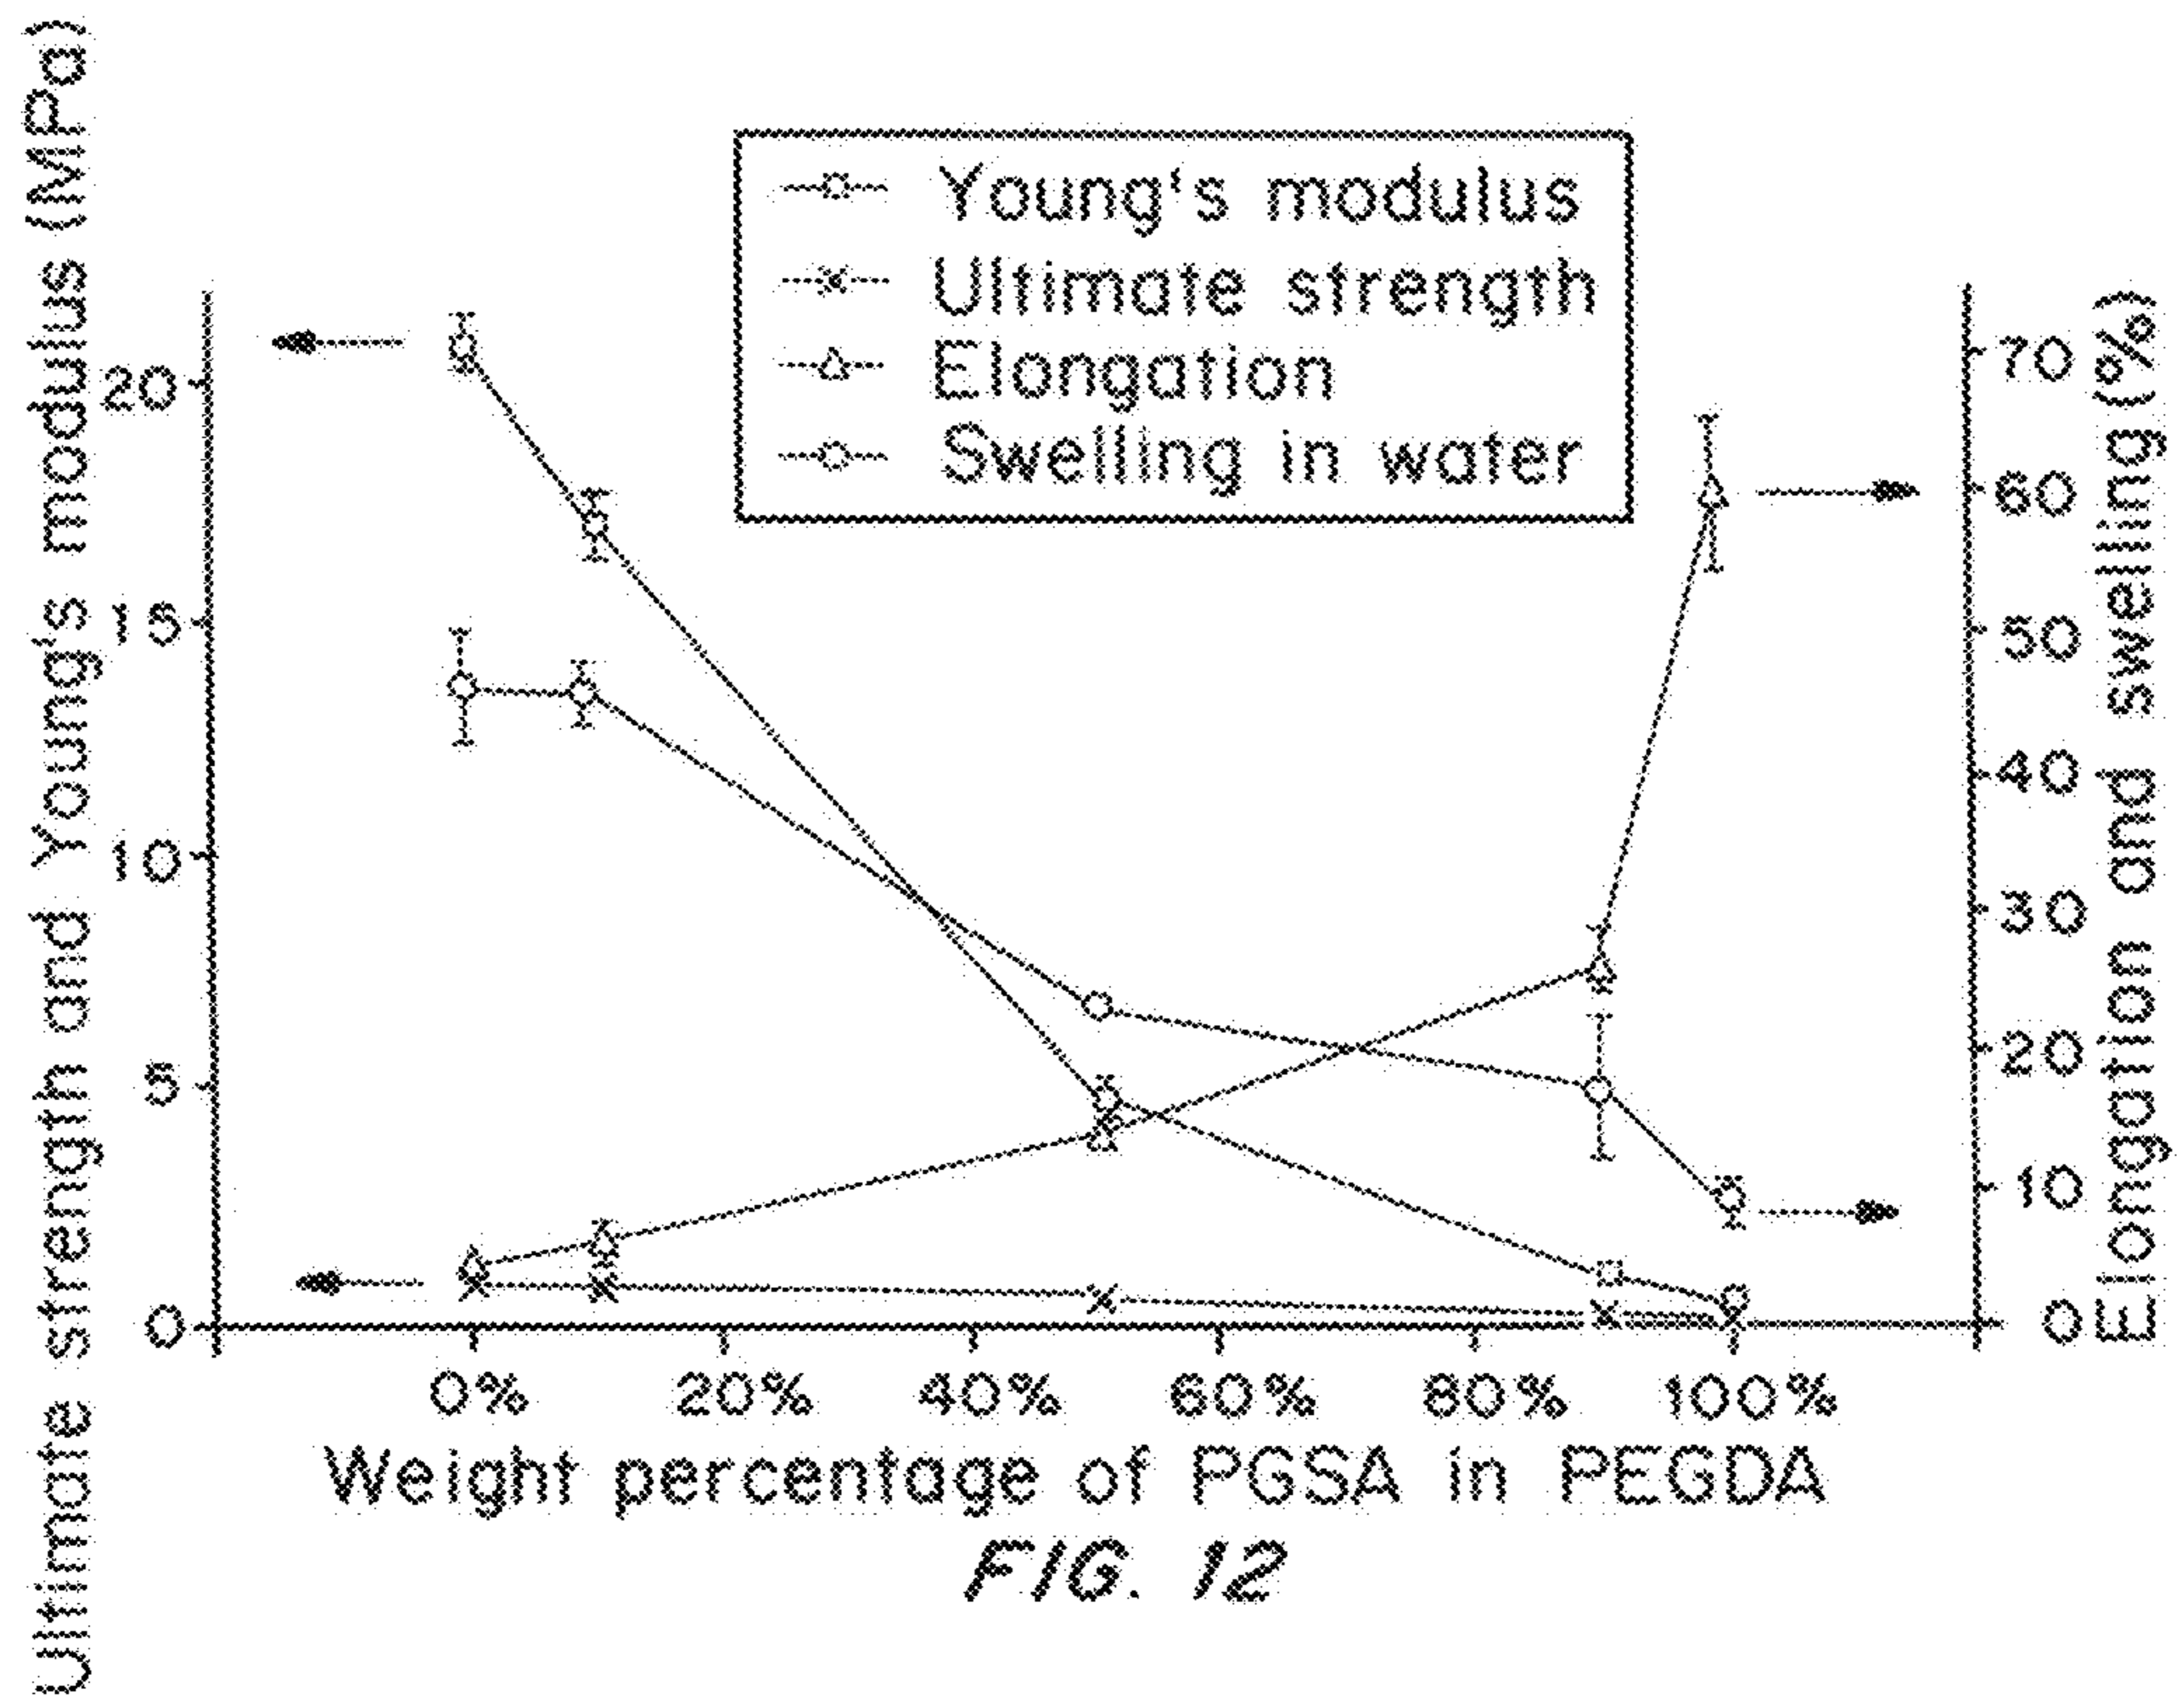 Ultimate strength and Young's modulus (MPa)
Young's modulus
Ultimate strength
Elongation
Swelling in water
20
15
10
5
0
70
60
50
40
30
20
10
0
Elongation and swelling (%)
0% 20% 40% 60% 80% 100%
Weight percentage of PGSA in PEGDA
FIG. 12